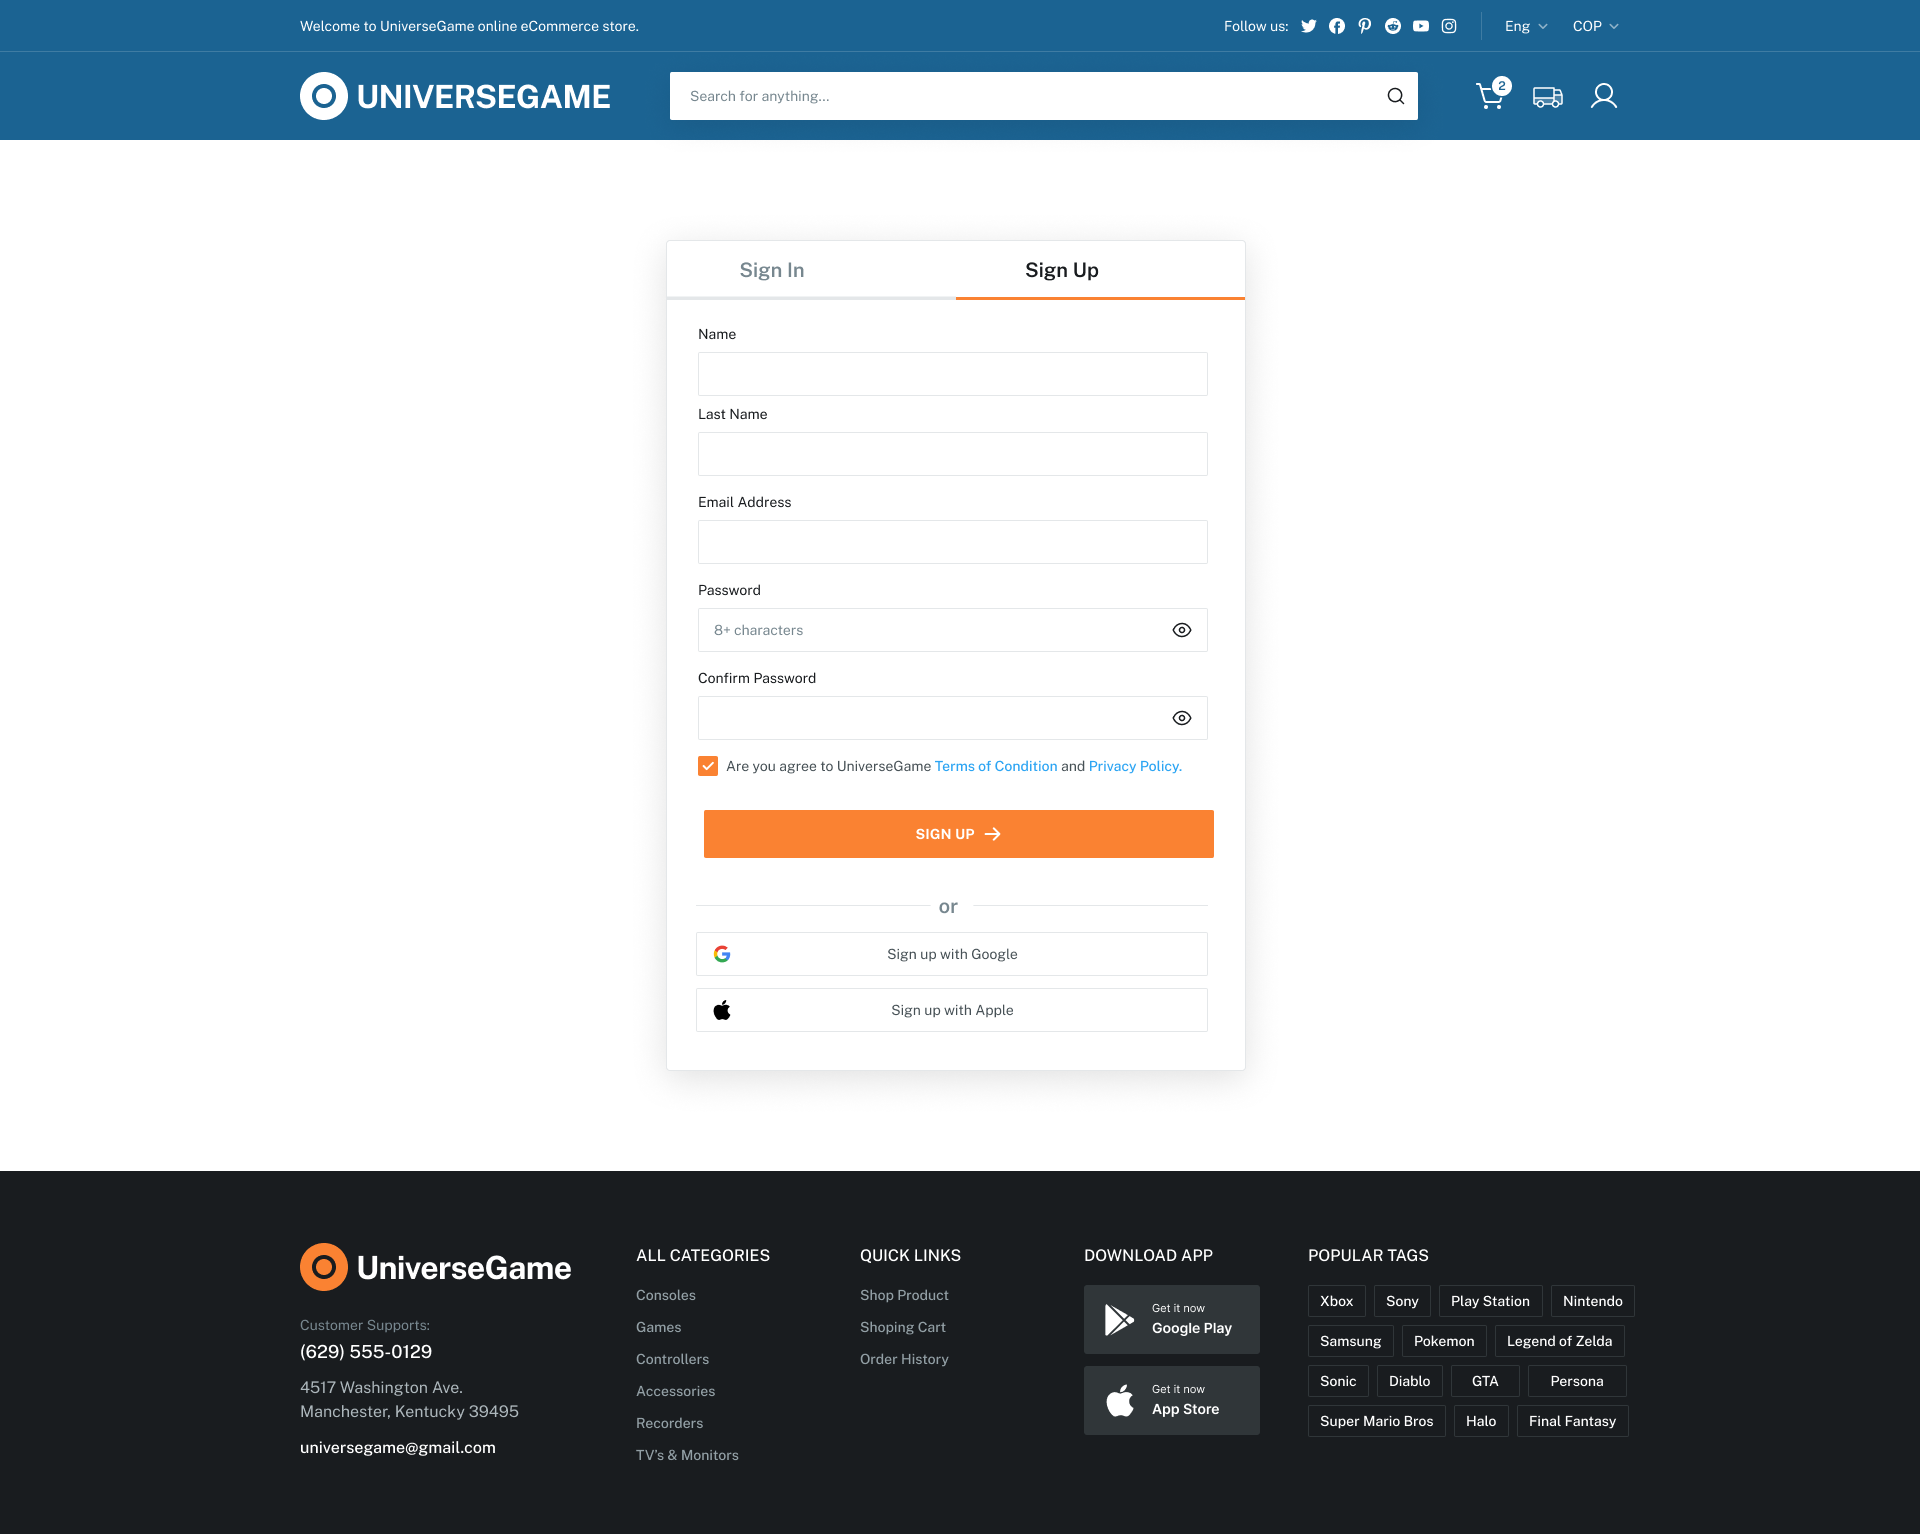 Welcome to UniverseGame online eCommerce store.
Follow us:
Eng
COP
UNIVERSEGAME
Search for anything...
2
Sign In
Sign Up
Name
Last Name
Email Address
Password
8+ characters
Confirm Password
Are you agree to UniverseGame Terms of Condition and Privacy Policy.
SIGN UP
or
Sign up with Google
Sign up with Apple
UniverseGame
Customer Supports:
(629) 555-0129
4517 Washington Ave.
Manchester, Kentucky 39495
universegame@gmail.com
ALL CATEGORIES
Consoles
Games
Controllers
Accessories
Recorders
TV's & Monitors
QUICK LINKS
Shop Product
Shoping Cart
Order History
DOWNLOAD APP
Get it now
Google Play
Get it now
App Store
POPULAR TAGS
Xbox Sony Play Station Nintendo
Samsung Pokemon Legend of Zelda
Sonic Diablo GTA Persona
Super Mario Bros Halo Final Fantasy